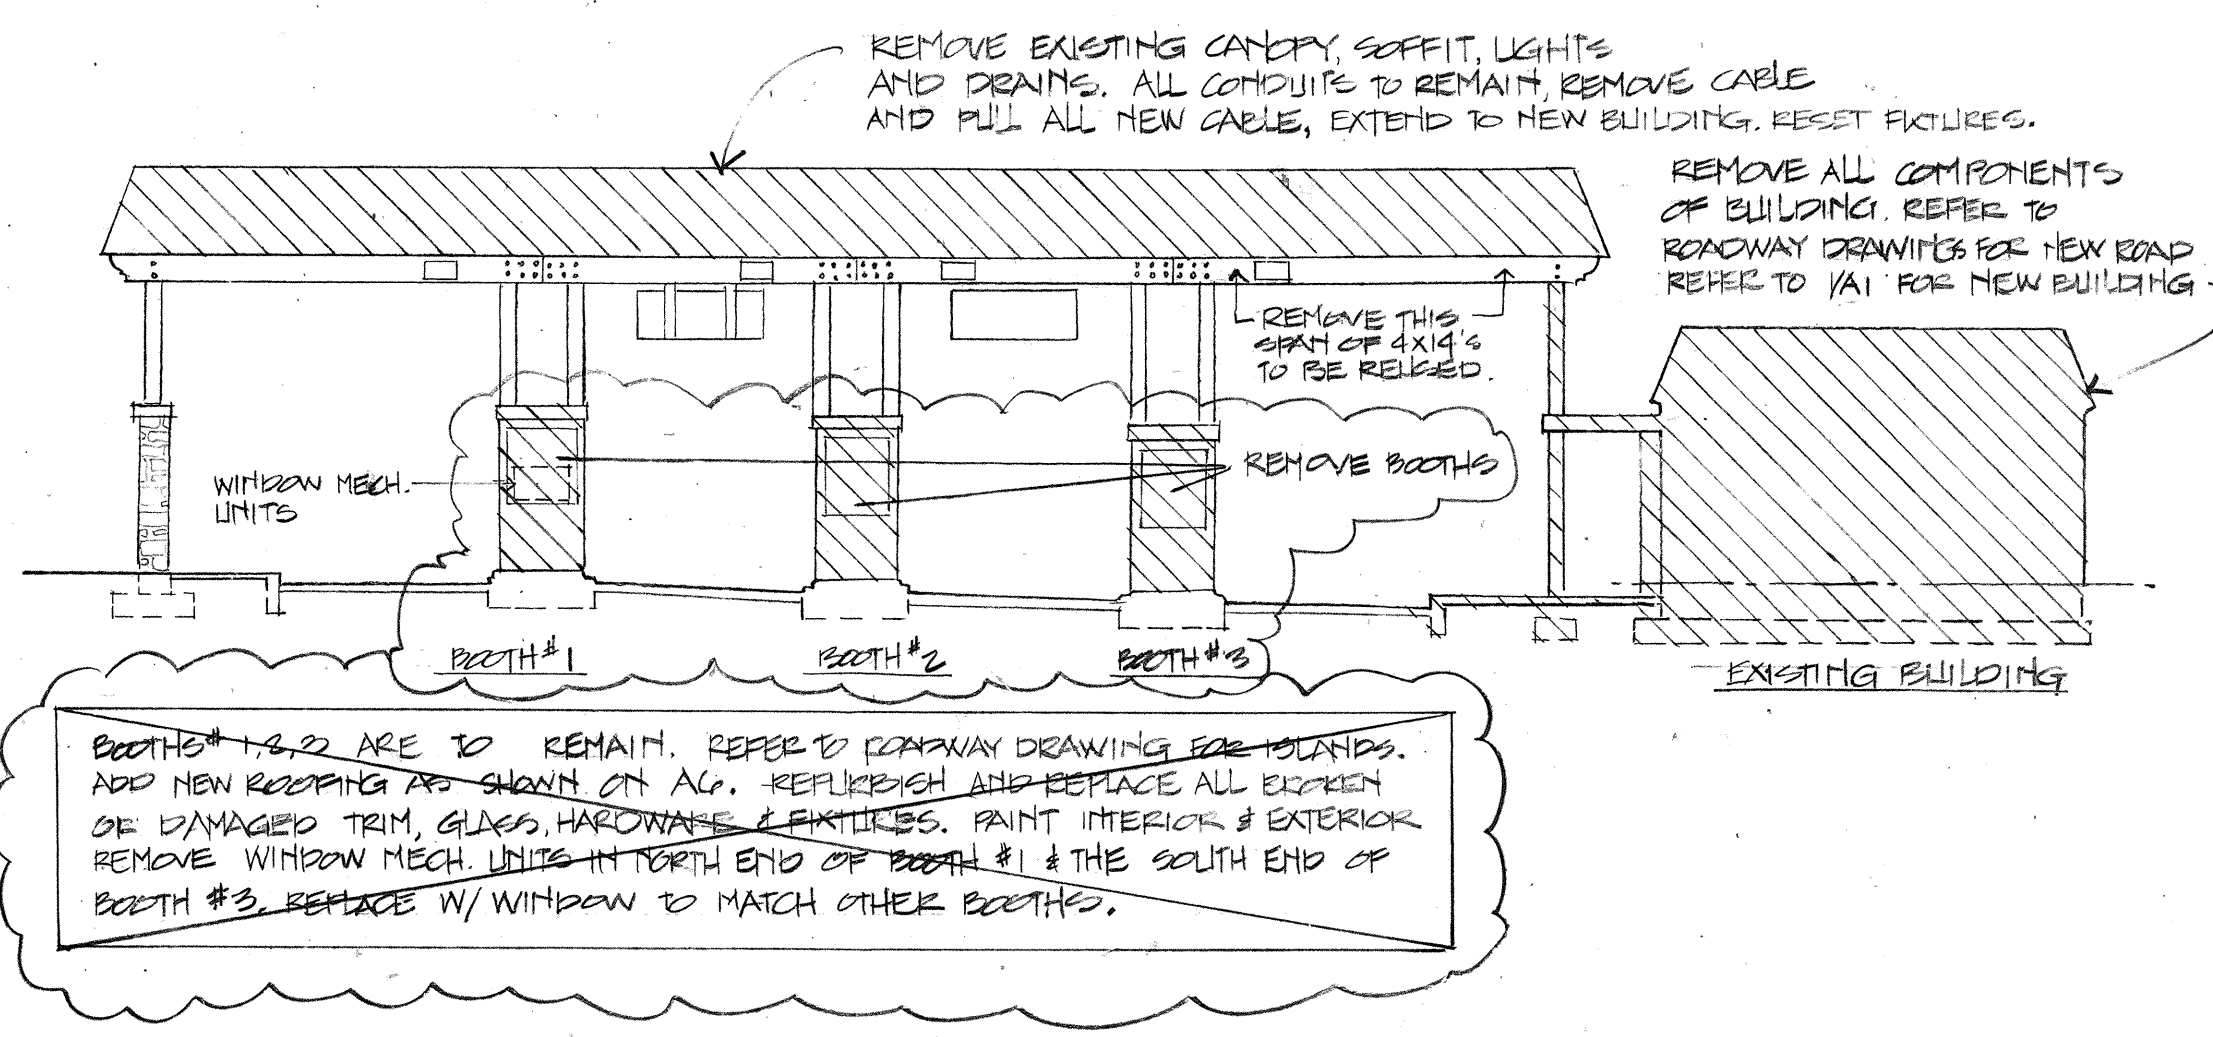 REMOVE EXISTING CANOPY, SOFFIT, LIGHTS
AND DRAINS. ALL CONDUITS TO REMAIN, REMOVE CABLE
AND PULL ALL NEW CABLE, EXTEND TO NEW BUILDING. RESET FIXTURES.
REMOVE ALL COMPONENTS
OF BUILDING. REFER TO
ROADWAY DRAWINGS FOR NEW ROAD
REFER TO 1/A1 FOR NEW BUILDING
REMOVE THIS
SPAN OF 4X14'S
TO BE REUSED.
REMOVE BOOTHS
WINDOW MECH.
UNITS
BOOTH #1
BOOTH #2
BOOTH #3
EXISTING BUILDING
BOOTHS # 1,2,3 ARE TO REMAIN. REFER TO ROADWAY DRAWING FOR ISLANDS.
ADD NEW ROOFING AS SHOWN ON A6. REFURBISH AND REPLACE ALL BROKEN
OR DAMAGED TRIM, GLASS, HARDWARE & FIXTURES. PAINT INTERIOR & EXTERIOR
REMOVE WINDOW MECH. UNITS IN NORTH END OF BOOTH #1 & THE SOUTH END OF
BOOTH #3. REPLACE W/ WINDOW TO MATCH OTHER BOOTHS.